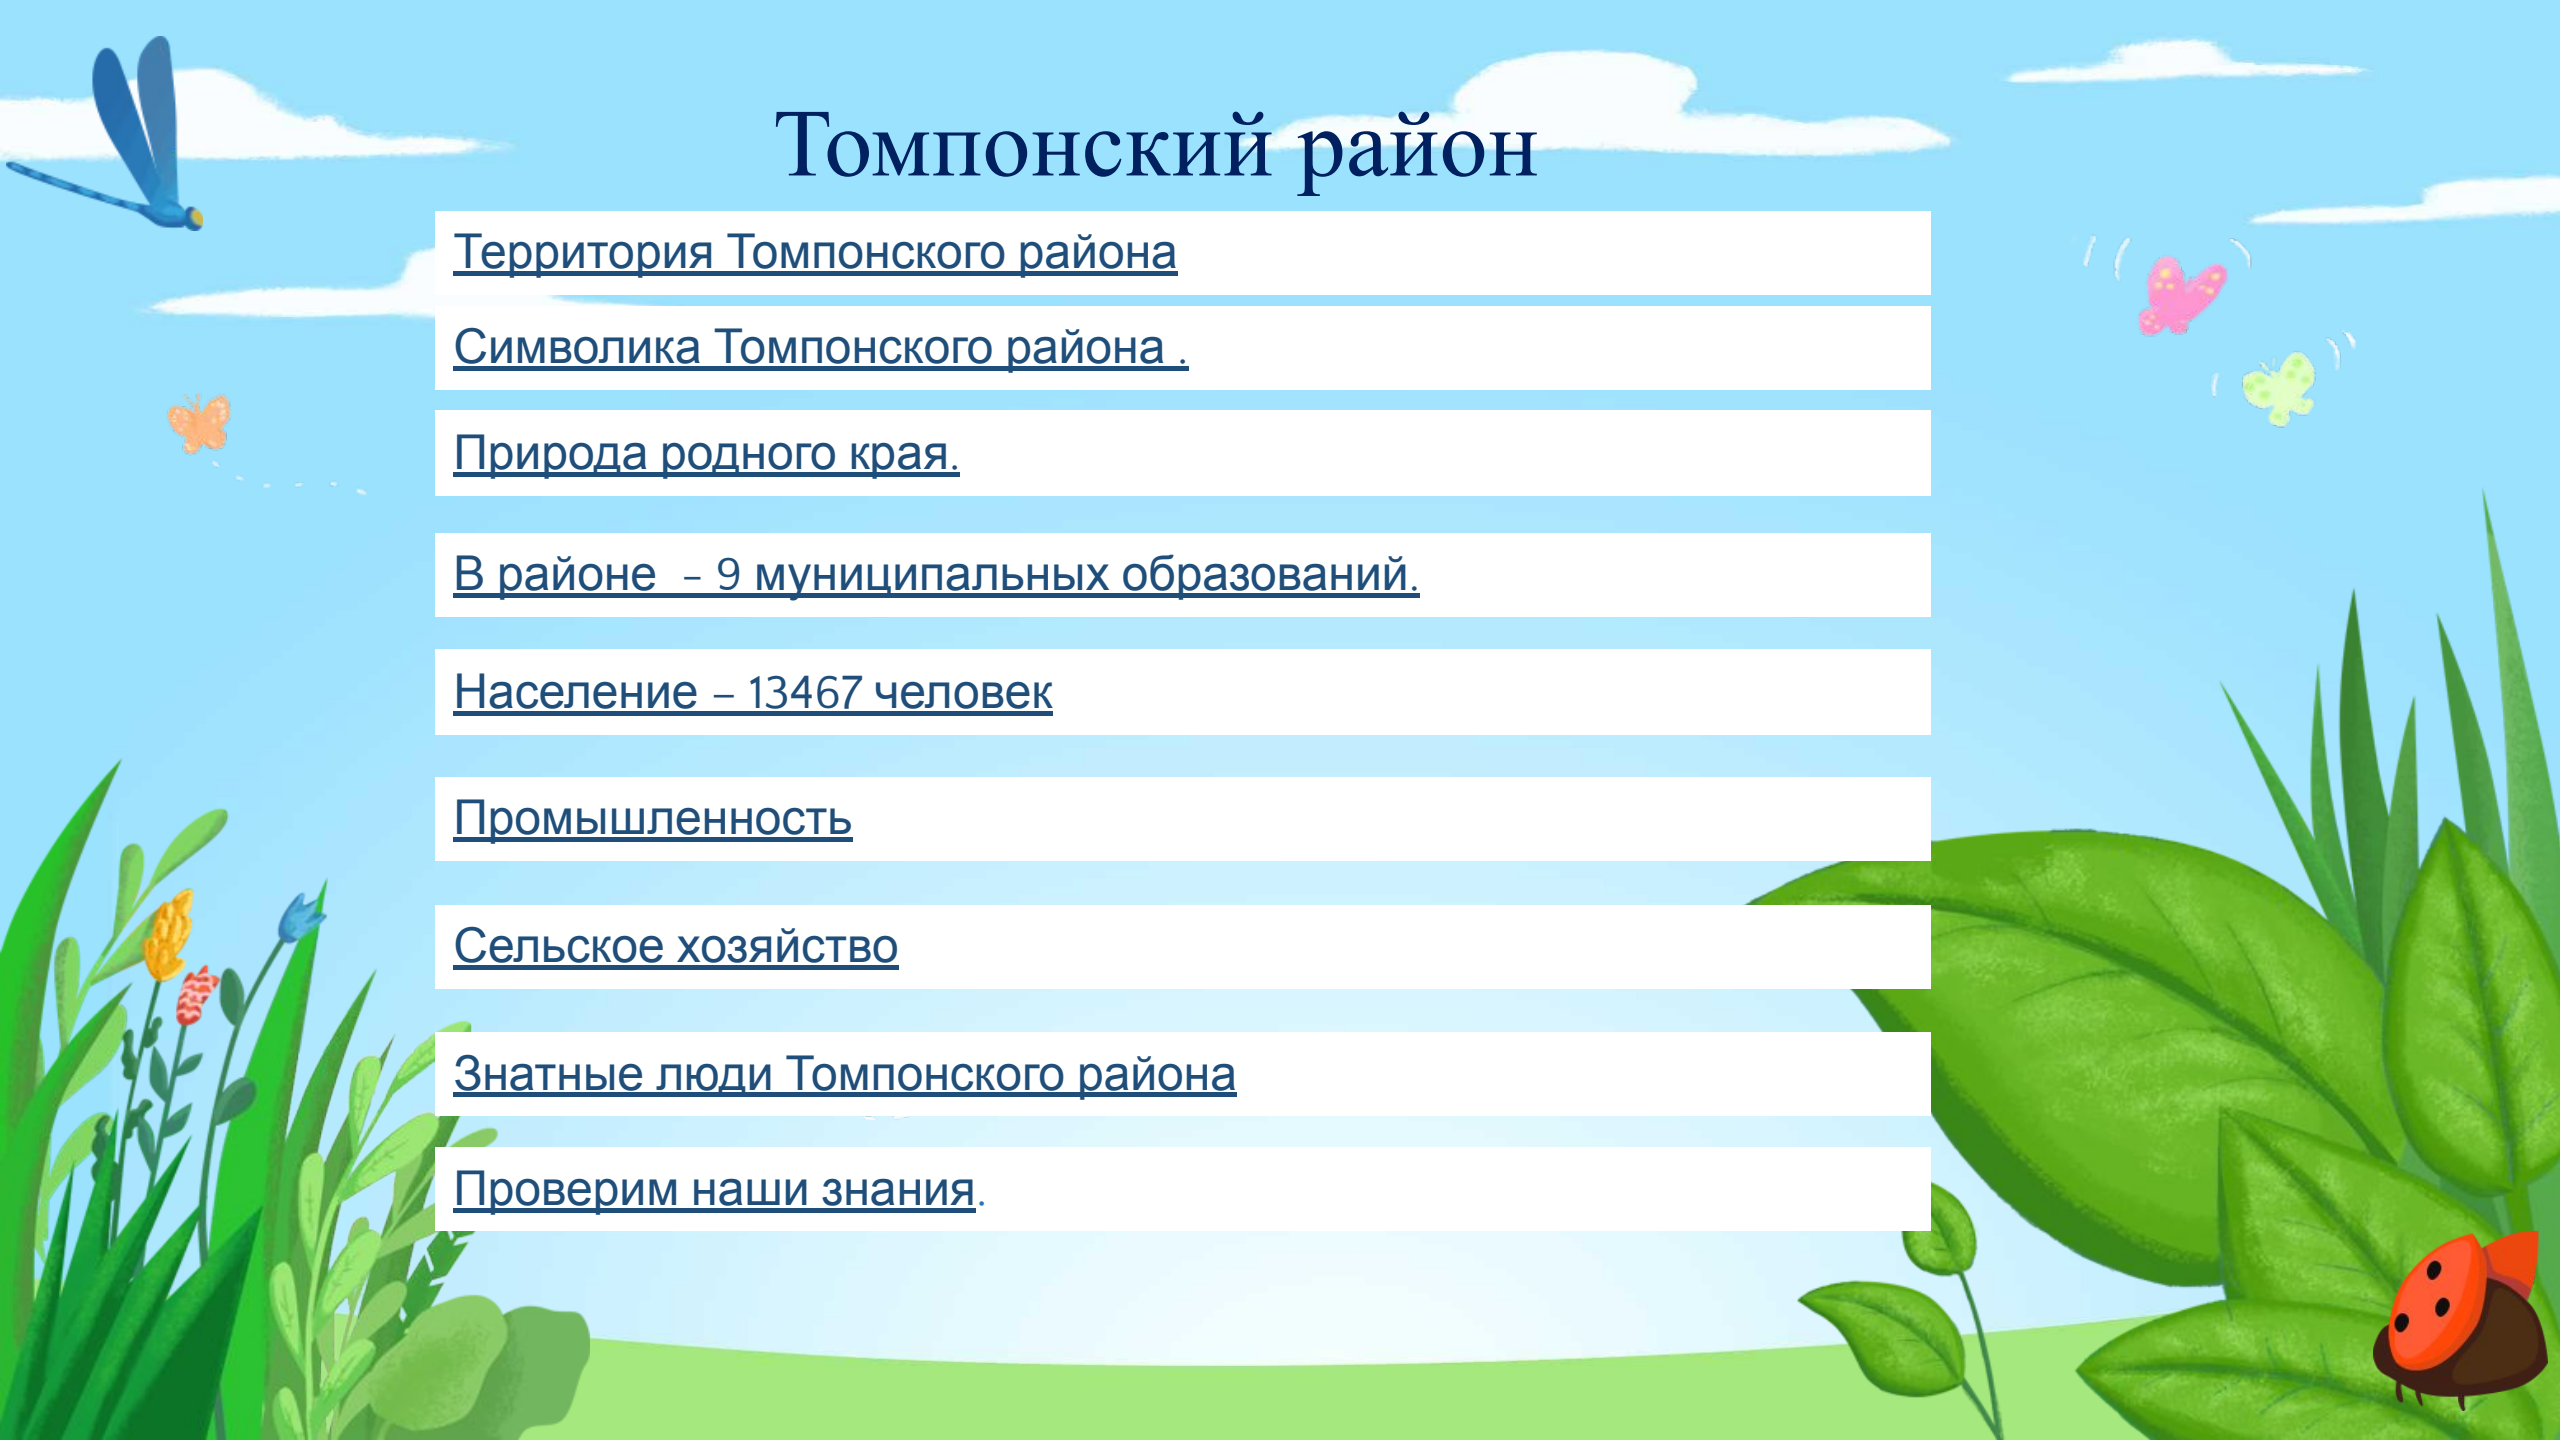 Томпонский район
Территория Томпонского района
Символика Томпонского района .
Природа родного края.
В районе  – 9 муниципальных образований.
Население – 13467 человек
Промышленность
Сельское хозяйство
Знатные люди Томпонского района
Проверим наши знания.